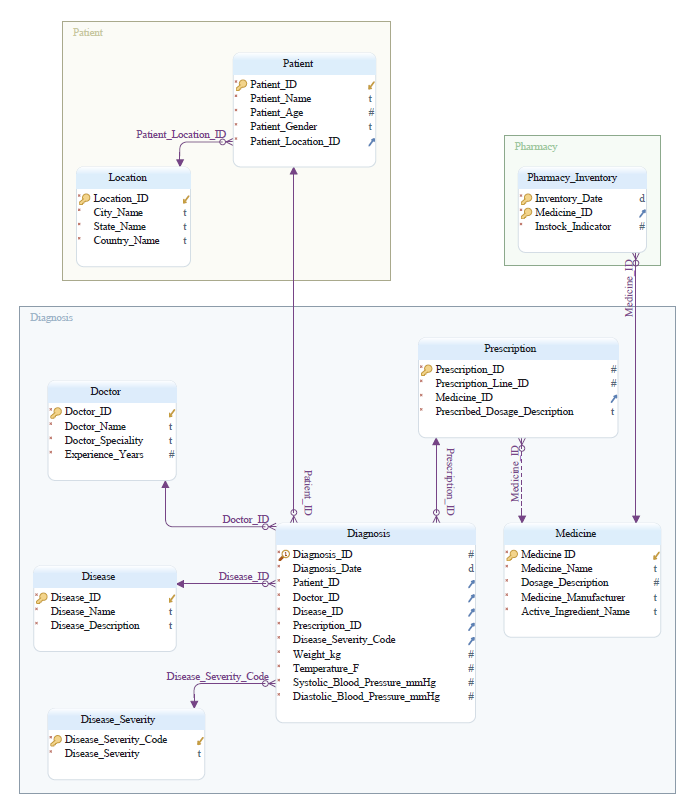 Patient
Patient
Patient_ID
Patient_Name t
Patient_Age #
Patient_Gender t
Patient_Location_ID
Patient_Location_ID
Location
Location_ID
City_Name t
State_Name t
Country_Name t
Pharmacy
Pharmacy_Inventory
Inventory_Date d
Medicine_ID
Instock_Indicator #
Medicine_ID
Diagnosis
Prescription
Prescription_ID #
Prescription_Line_ID #
Medicine_ID
Prescribed_Dosage_Description t
Doctor
Doctor_ID
Doctor_Name t
Doctor_Speciality t
Experience_Years #
Patient_ID
Prescription_ID
Medicine_ID
Doctor_ID
Diagnosis
Diagnosis_ID #
Diagnosis_Date d
Patient_ID
Doctor_ID
Disease_ID
Prescription_ID
Disease_Severity_Code
Weight_kg #
Temperature_F #
Systolic_Blood_Pressure_mmHg #
Diastolic_Blood_Pressure_mmHg #
Medicine
Medicine ID
Medicine_Name t
Dosage_Description #
Medicine_Manufacturer t
Active_Ingredient_Name t
Disease_ID
Disease
Disease_ID
Disease_Name t
Disease_Description t
Disease_Severity_Code
Disease_Severity
Disease_Severity_Code
Disease_Severity t